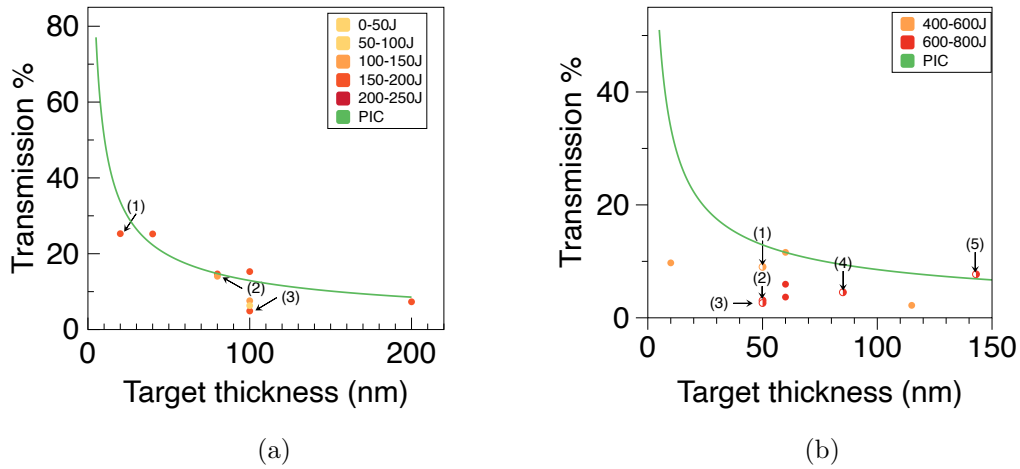 80
60
40
20
0
0
100
200
Transmission %
Target thickness (nm)
0-50J
50-100J
100-150J
150-200J
200-250J
PIC
(1)
(2)
(3)
(a)
40
20
0
0
50
100
150
Transmission %
Target thickness (nm)
400-600J
600-800J
PIC
(1)
(2)
(3)
(4)
(5)
(b)